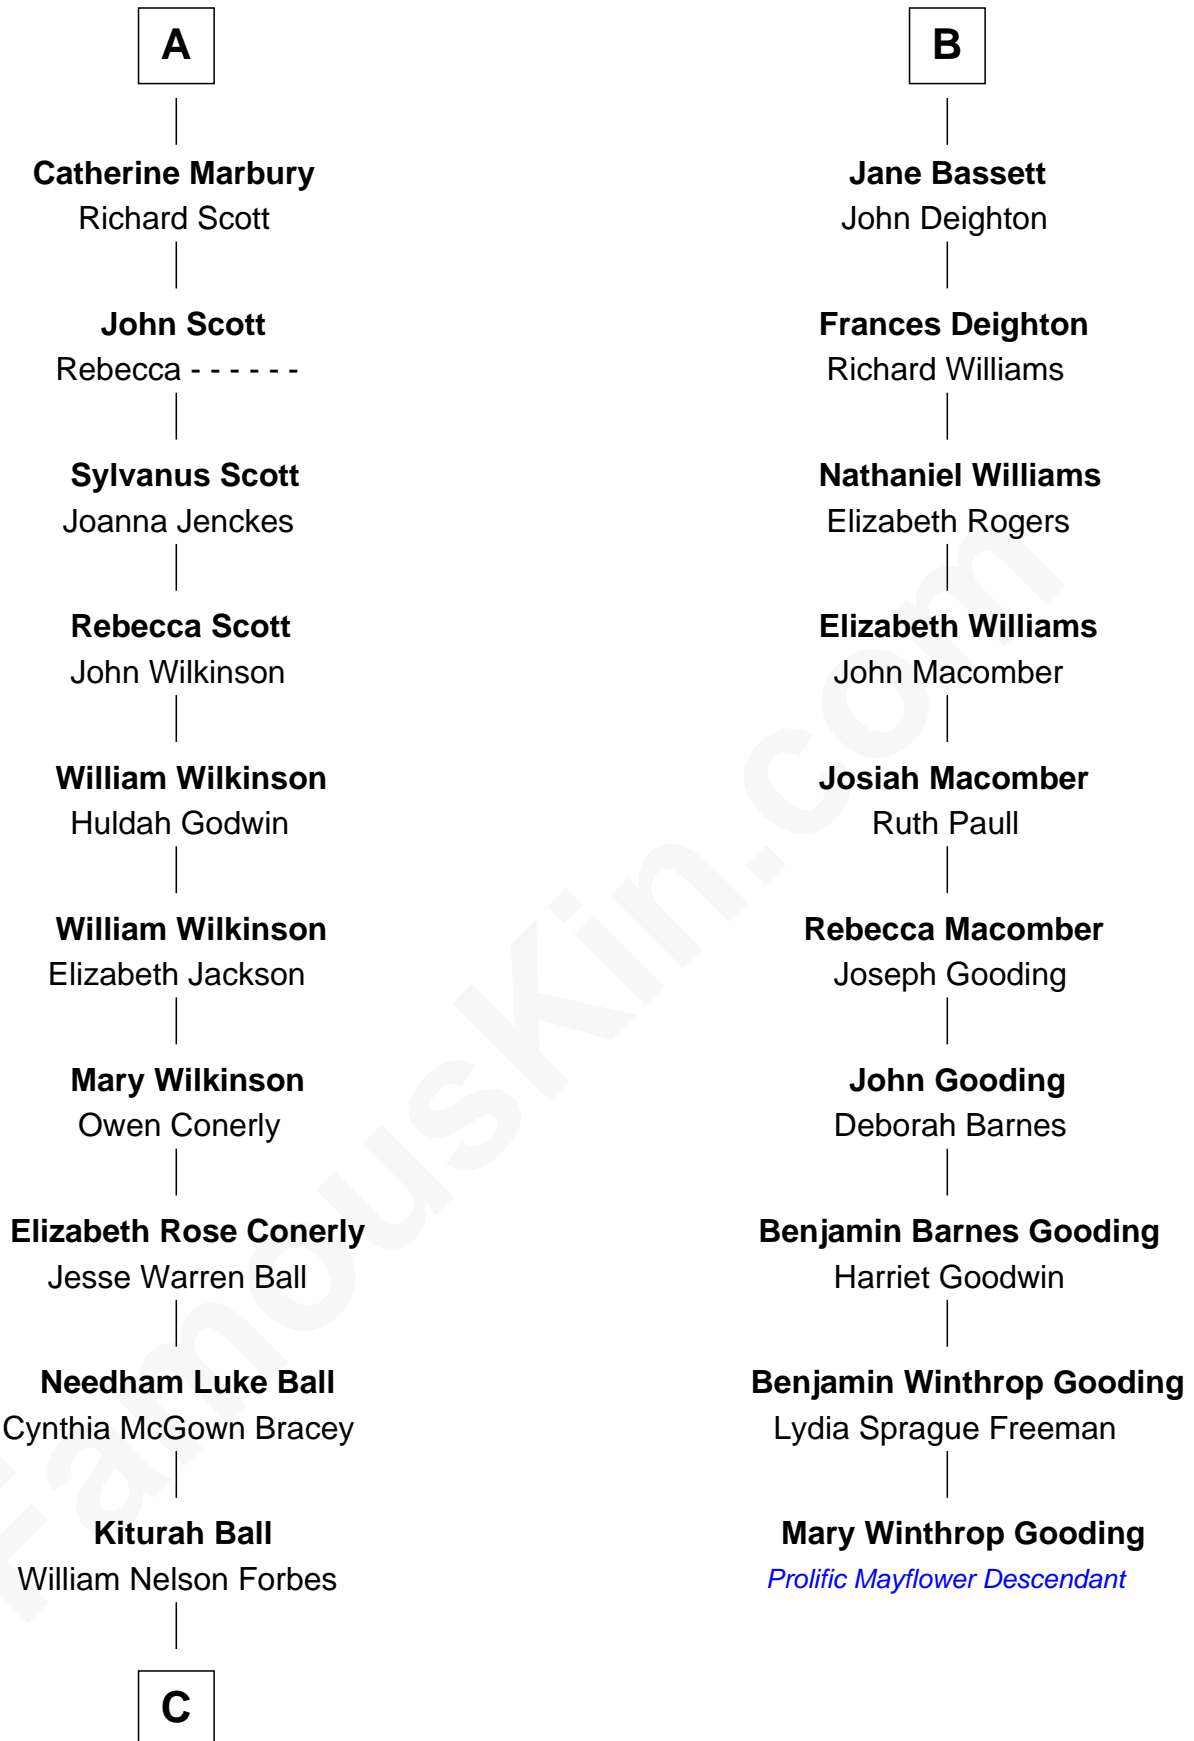 A
Catherine Marbury
Richard Scott
John Scott
Rebecca - - - - - -
Sylvanus Scott
Joanna Jenckes
Rebecca Scott
John Wilkinson
William Wilkinson
Huldah Godwin
William Wilkinson
Elizabeth Jackson
Mary Wilkinson
Owen Conerly
Elizabeth Rose Conerly
Jesse Warren Ball
Needham Luke Ball
Cynthia McGown Bracey
Kiturah Ball
William Nelson Forbes
C
B
Jane Bassett
John Deighton
Frances Deighton
Richard Williams
Nathaniel Williams
Elizabeth Rogers
Elizabeth Williams
John Macomber
Josiah Macomber
Ruth Paull
Rebecca Macomber
Joseph Gooding
John Gooding
Deborah Barnes
Benjamin Barnes Gooding
Harriet Goodwin
Benjamin Winthrop Gooding
Lydia Sprague Freeman
Mary Winthrop Gooding
Prolific Mayflower Descendant
FamousKin.com